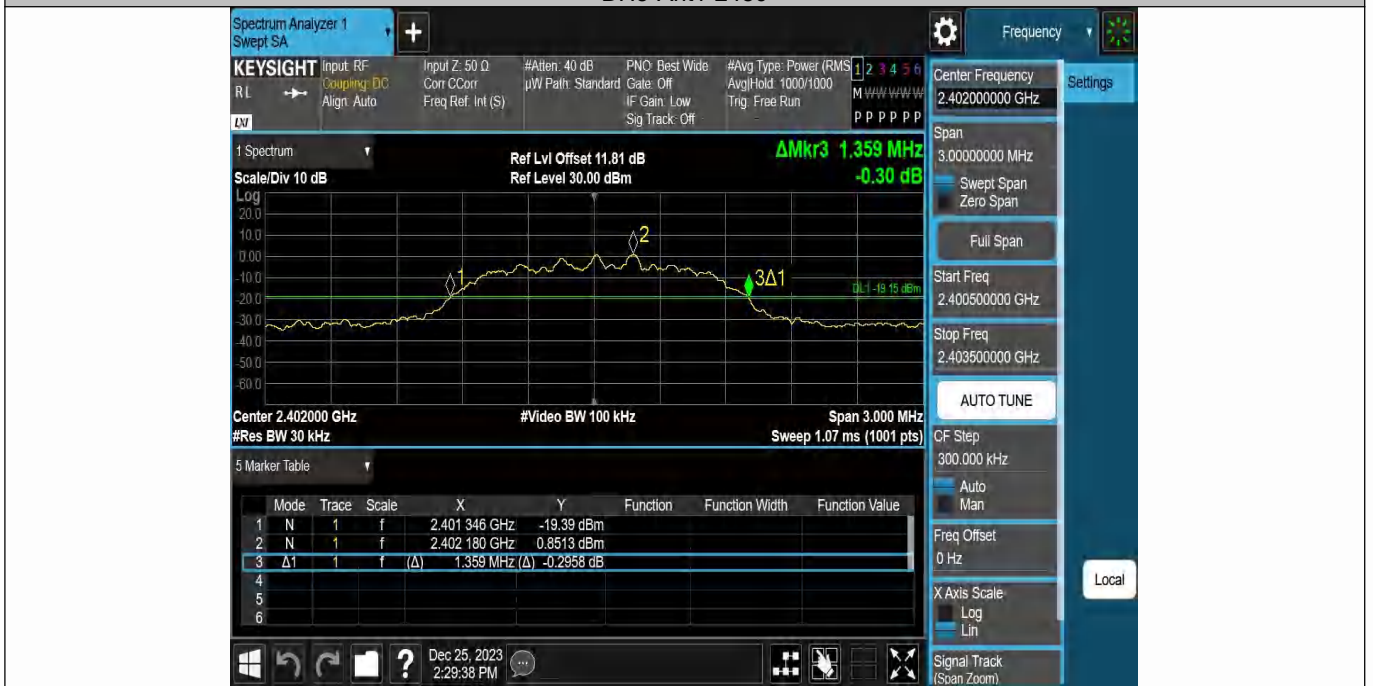 Spectrum Analyzer 1
Swept SA
+
Frequency
KEYSIGHT
RL
LXI
Input: RF
Coupling: DC
Align: Auto
Input Z: 50 Ω
Corr CCorr
Freq Ref: Int (S)
#Atten: 40 dB
µW Path: Standard
PNO: Best Wide
Gate: Off
IF Gain: Low
Sig Track: Off
#Avg Type: Power (RMS
Avg|Hold: 1000/1000
Trig: Free Run
1 2 3 4 5 6
M W W W W W
P P P P P P
1 Spectrum
Scale/Div 10 dB
Ref Lvl Offset 11.81 dB
Ref Level 30.00 dBm
ΔMkr3 1.359 MHz
-0.30 dB
Log
20.0
10.0
0.00
-10.0
-20.0
-30.0
-40.0
-50.0
-60.0
1
2
3Δ1
DL1 -19.15 dBm
Center 2.402000 GHz
#Video BW 100 kHz
Span 3.000 MHz
#Res BW 30 kHz
Sweep 1.07 ms (1001 pts)
5 Marker Table
Mode Trace Scale X Y Function Function Width Function Value
1 N 1 f 2.401 346 GHz -19.39 dBm
2 N 1 f 2.402 180 GHz 0.8513 dBm
3 Δ1 1 f (Δ) 1.359 MHz (Δ) -0.2958 dB
4
5
6
?
Dec 25, 2023
2:29:38 PM
Center Frequency
2.402000000 GHz
Settings
Span
3.00000000 MHz
Swept Span
Zero Span
Full Span
Start Freq
2.400500000 GHz
Stop Freq
2.403500000 GHz
AUTO TUNE
CF Step
300.000 kHz
Auto
Man
Freq Offset
0 Hz
X Axis Scale
Log
Lin
Local
Signal Track
(Span Zoom)